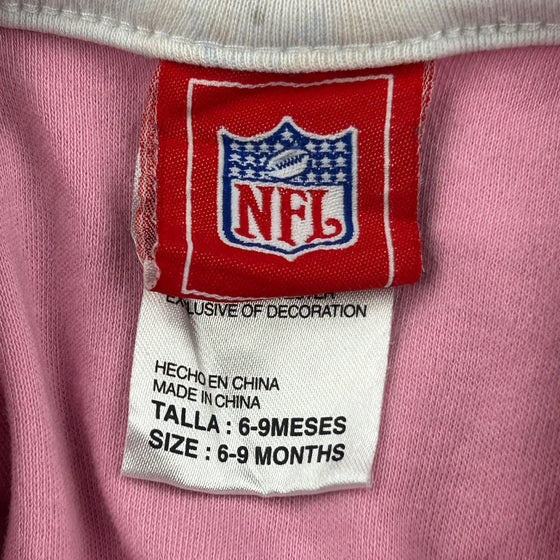 NFL
EXCLUSIVE OF DECORATION
HECHO EN CHINA
MADE IN CHINA
TALLA : 6-9MESES
SIZE : 6-9 MONTHS